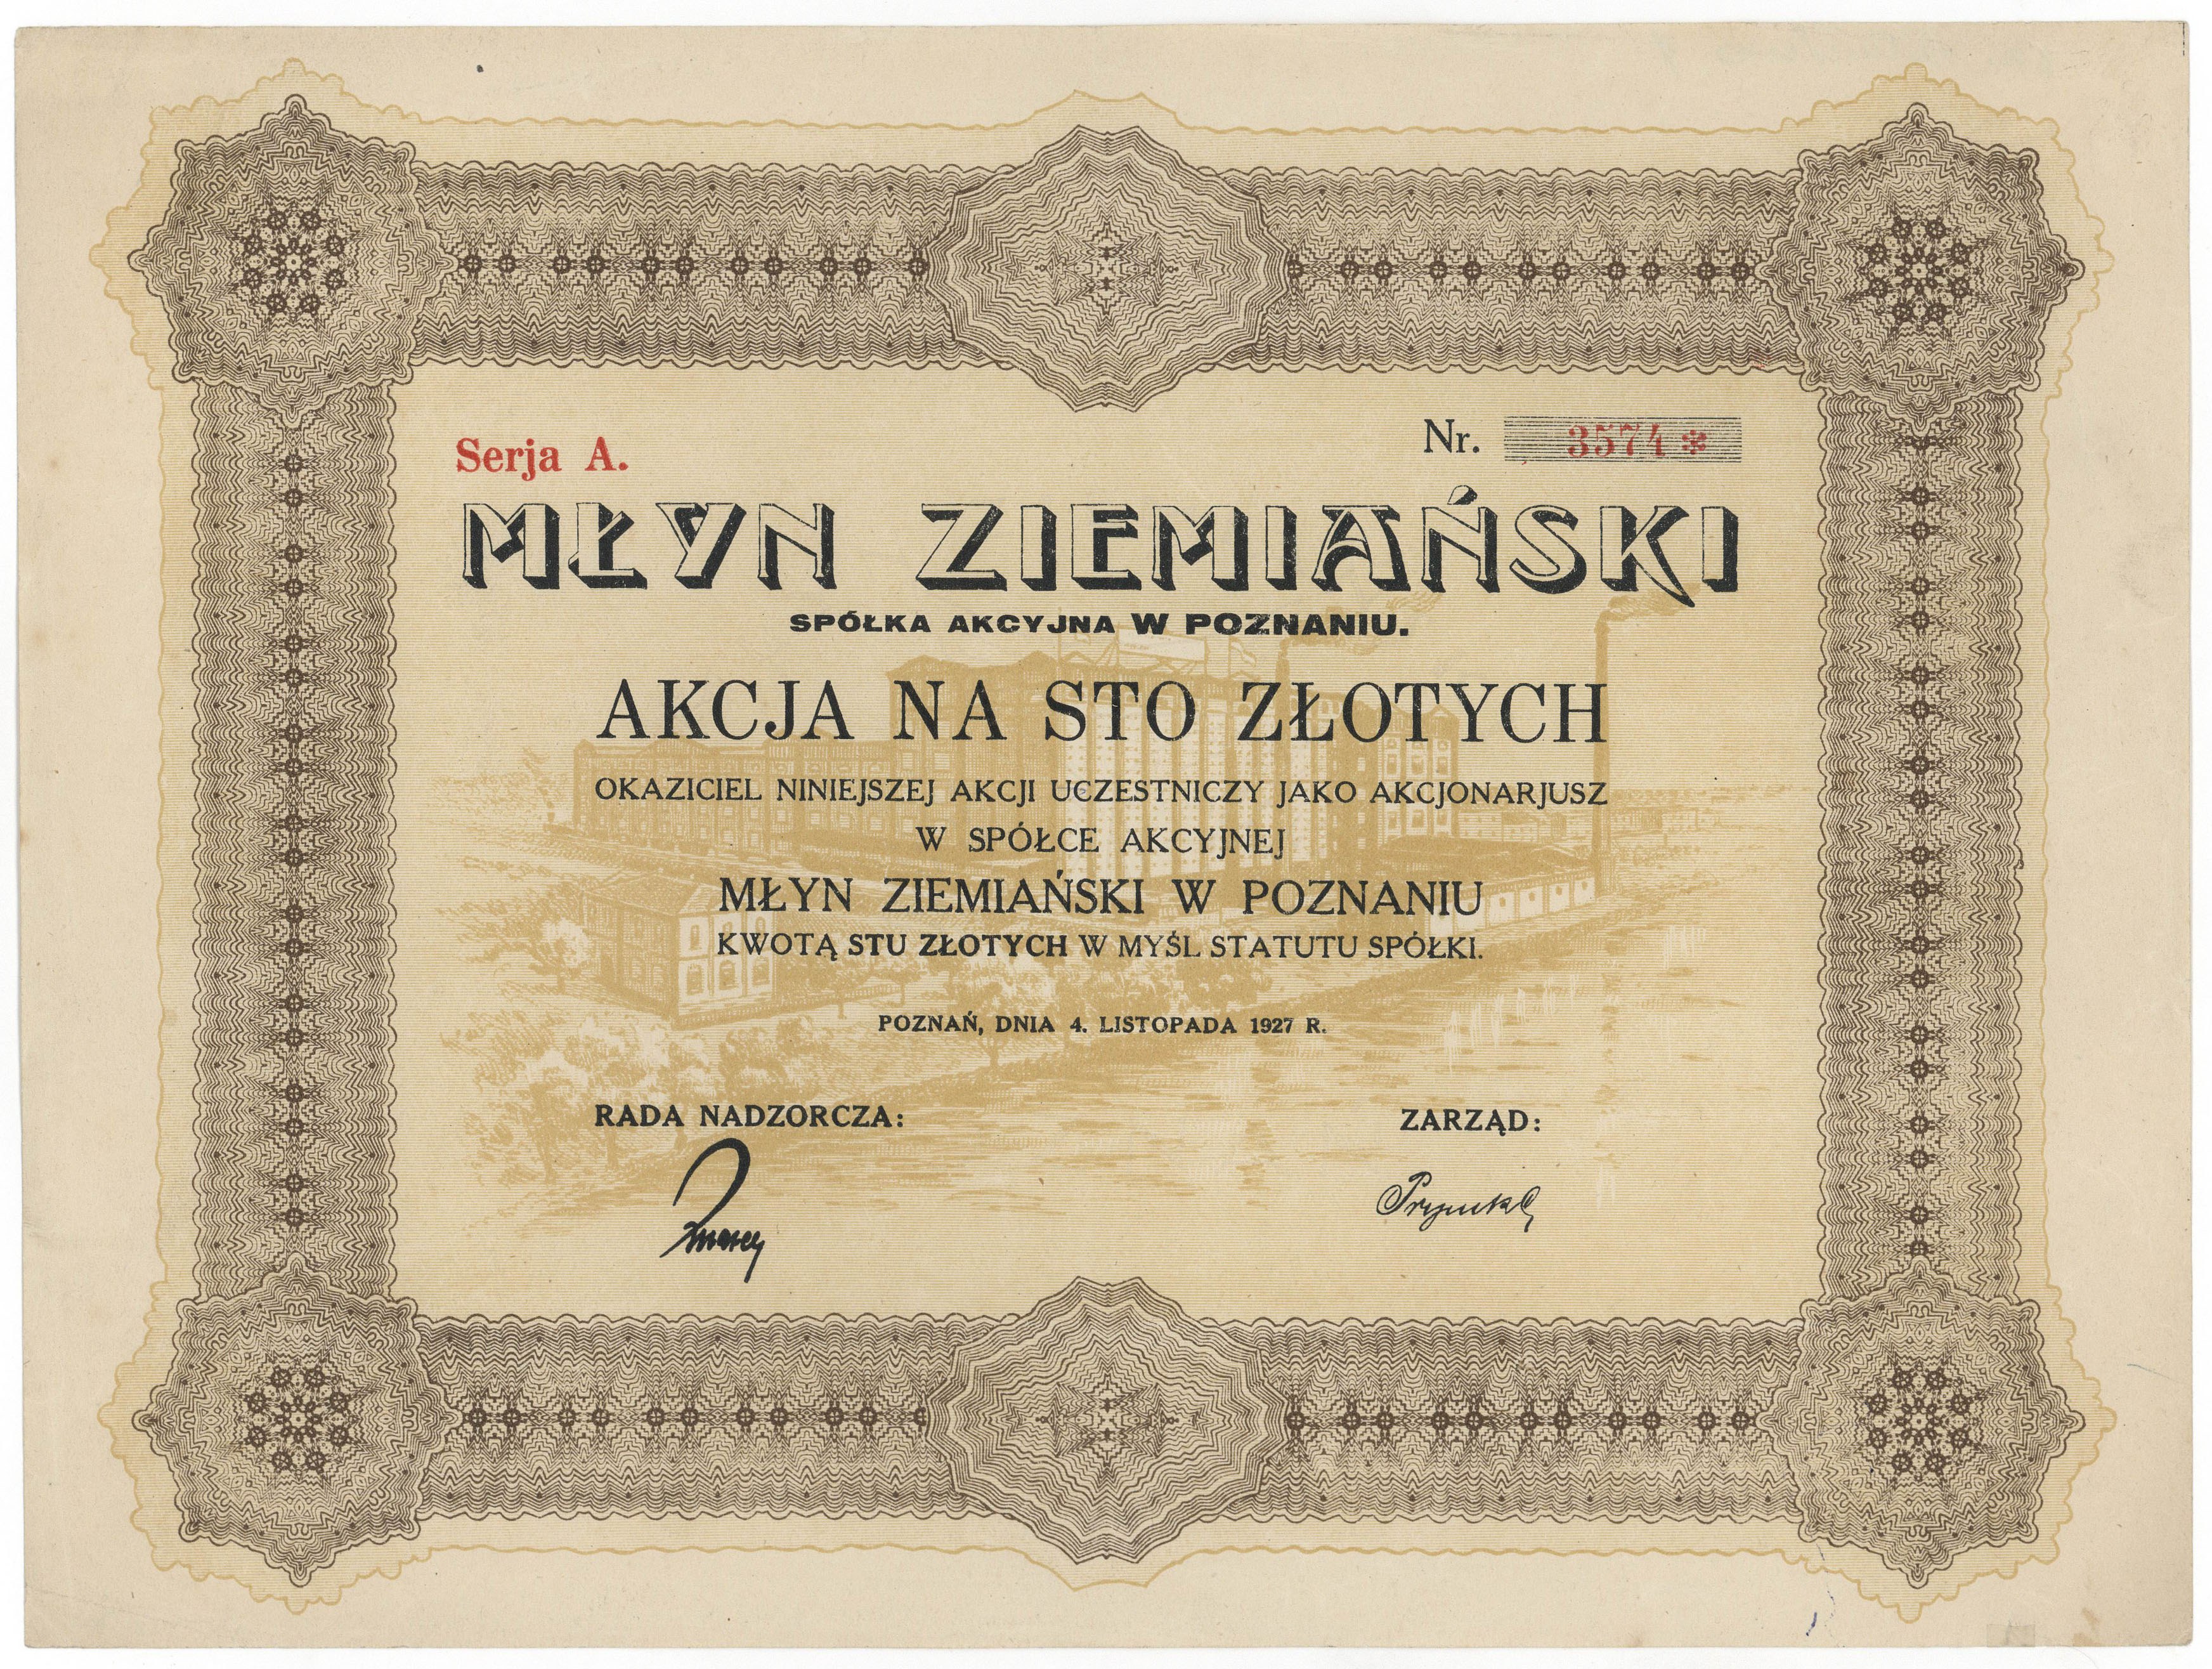 Serja A.
Nr. 3574*
MŁYN ZIEMIAŃSKI
SPÓŁKA AKCYJNA W POZNANIU.
AKCJA NA STO ZŁOTYCH
OKAZICIEL NINIEJSZEJ AKCJI UCZESTNICZY JAKO AKCJONARJUSZ
W SPÓŁCE AKCYJNEJ
MŁYN ZIEMIAŃSKI W POZNANIU
KWOTĄ STU ZŁOTYCH W MYŚL STATUTU SPÓŁKI.
POZNAŃ, DNIA 4. LISTOPADA 1927 R.
RADA NADZORCZA:
ZARZĄD: